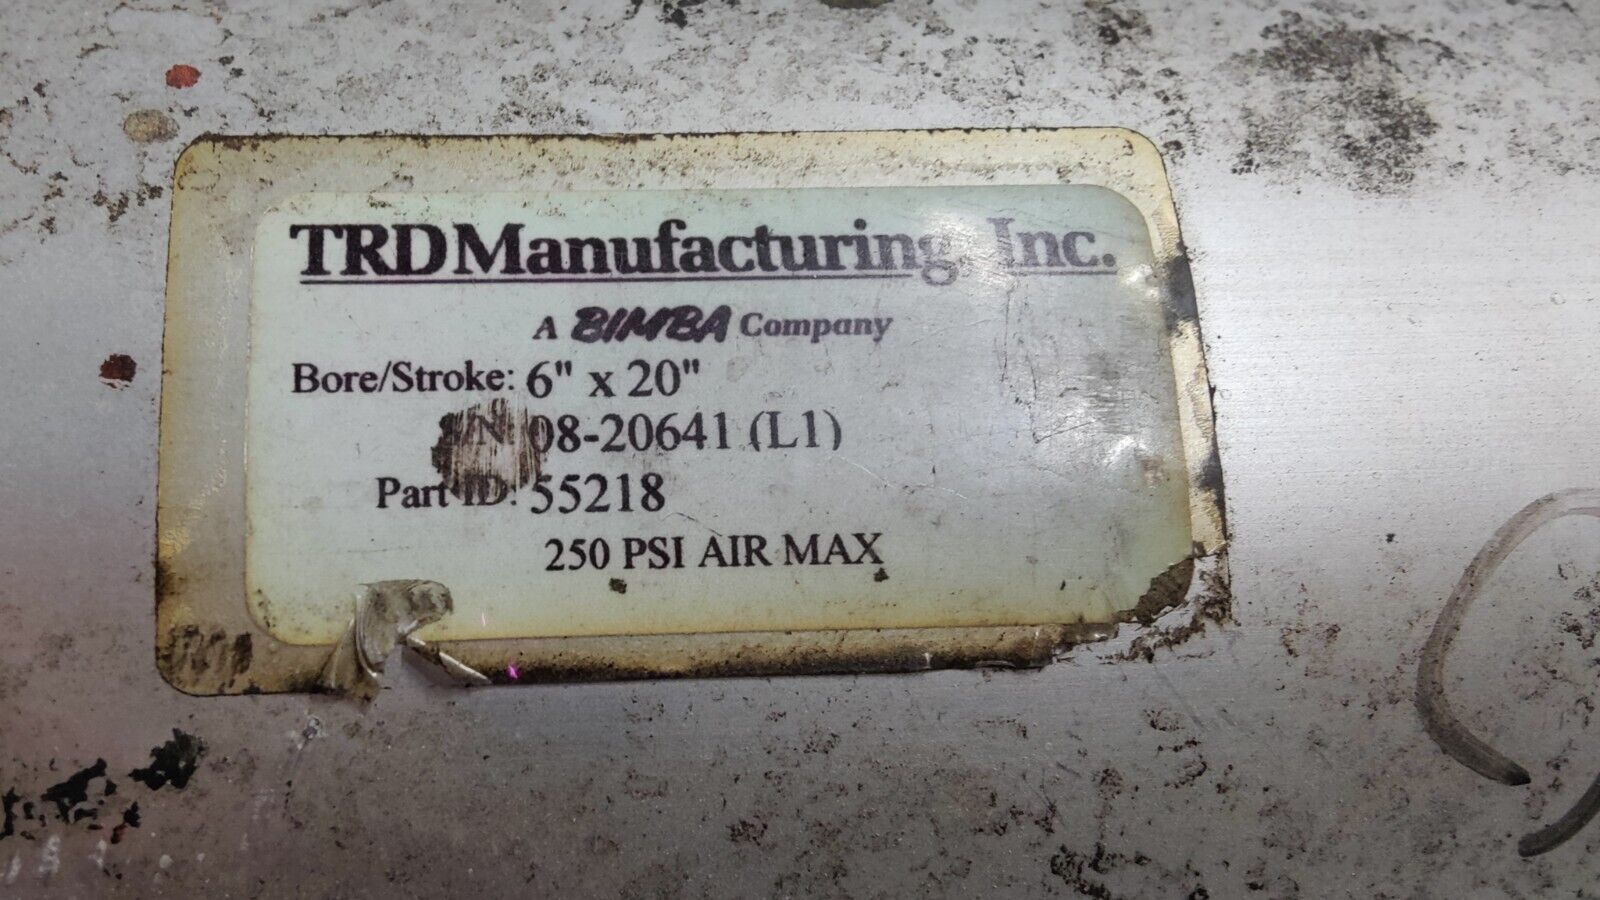 TRD Manufacturing, Inc.
A BIMBA Company
Bore/Stroke: 6" x 20"
S/N: 08-20641 (L1)
Part ID: 55218
250 PSI AIR MAX